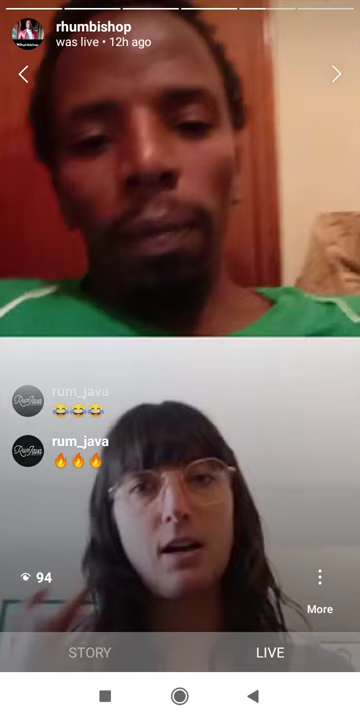 rhumbishop
was live • 12h ago
rum_java
😂😂😂
rum_java
🔥🔥🔥
94
More
STORY
LIVE